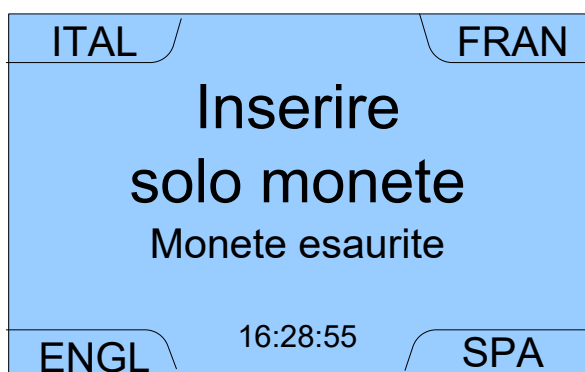 ITAL
FRAN
Inserire
solo monete
Monete esaurite
16:28:55
ENGL
SPA